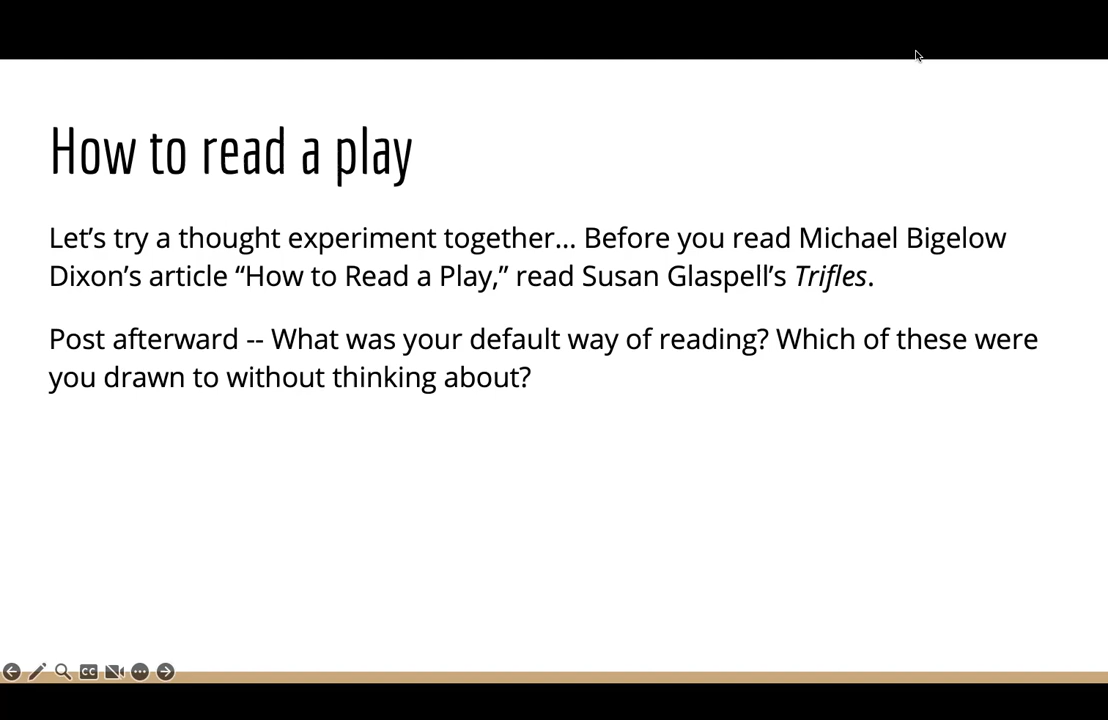 How to read a play
Let’s try a thought experiment together... Before you read Michael Bigelow
Dixon’s article “How to Read a Play,” read Susan Glaspell’s Trifles.
Post afterward -- What was your default way of reading? Which of these were
you drawn to without thinking about?
CC